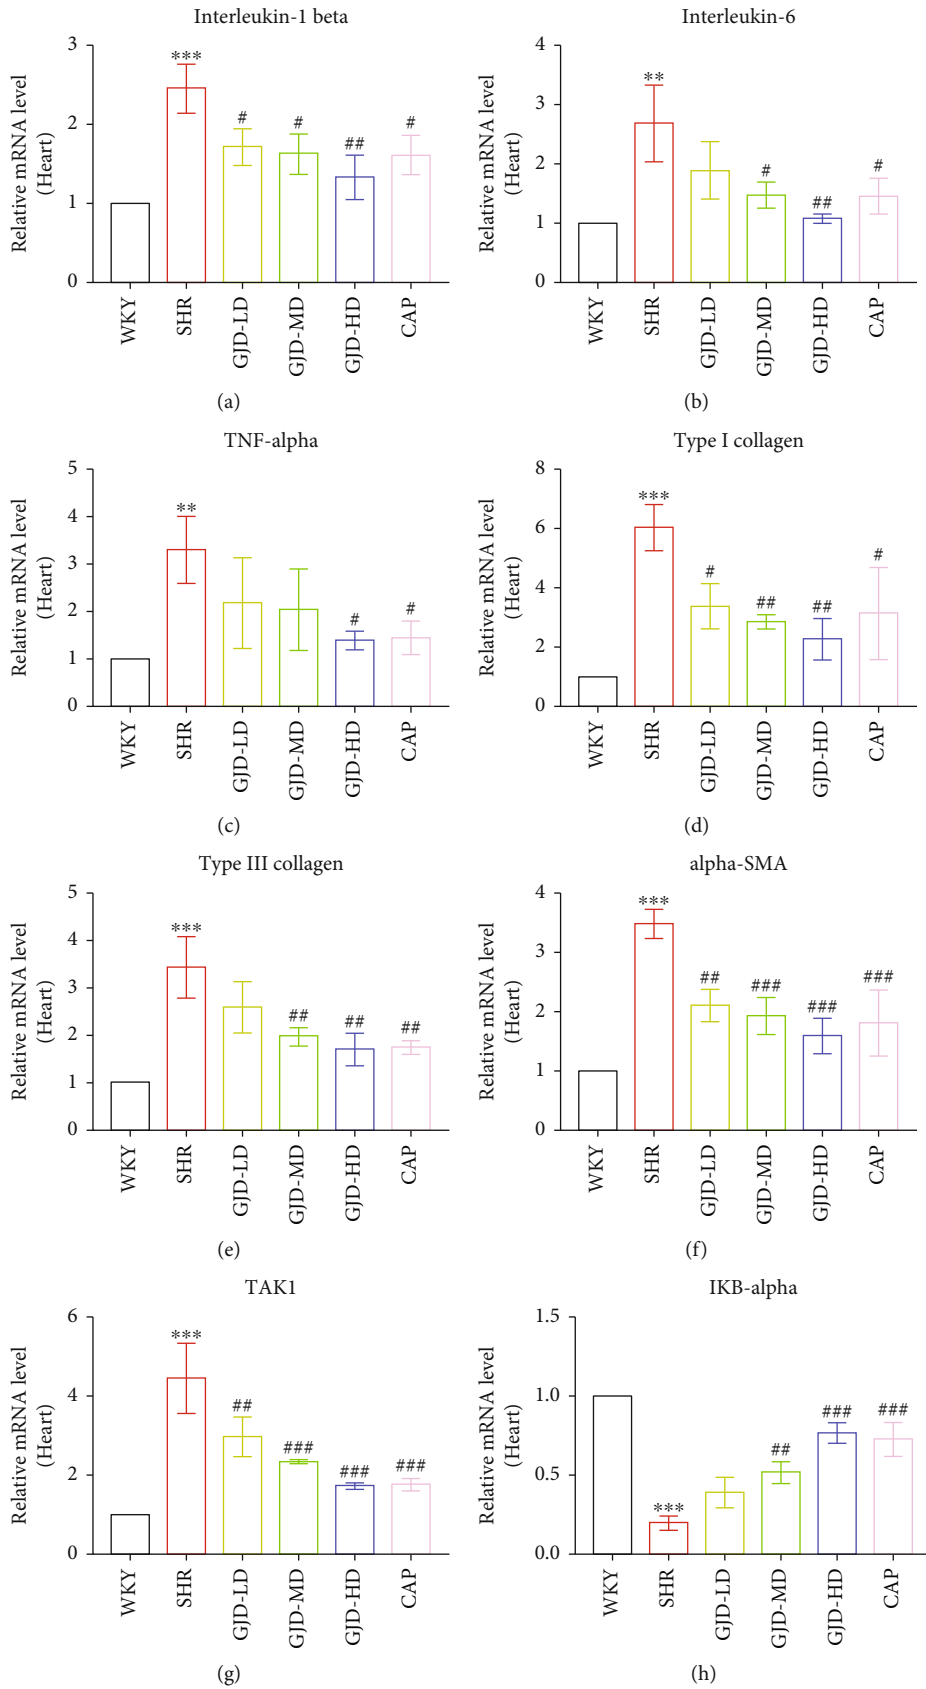 Interleukin-1 beta
Relative mRNA level
(Heart)
3
2
1
0
***
#
#
##
#
WKY
SHR
GJD-LD
GJD-MD
GJD-HD
CAP
(a)
Interleukin-6
Relative mRNA level
(Heart)
4
3
2
1
0
**
#
##
#
WKY
SHR
GJD-LD
GJD-MD
GJD-HD
CAP
(b)
TNF-alpha
Relative mRNA level
(Heart)
5
4
3
2
1
0
**
#
#
WKY
SHR
GJD-LD
GJD-MD
GJD-HD
CAP
(c)
Type I collagen
Relative mRNA level
(Heart)
8
6
4
2
0
***
#
##
##
#
WKY
SHR
GJD-LD
GJD-MD
GJD-HD
CAP
(d)
Type III collagen
Relative mRNA level
(Heart)
5
4
3
2
1
0
***
##
##
##
WKY
SHR
GJD-LD
GJD-MD
GJD-HD
CAP
(e)
alpha-SMA
Relative mRNA level
(Heart)
4
3
2
1
0
***
##
###
###
###
WKY
SHR
GJD-LD
GJD-MD
GJD-HD
CAP
(f)
TAK1
Relative mRNA level
(Heart)
6
4
2
0
***
##
###
###
###
WKY
SHR
GJD-LD
GJD-MD
GJD-HD
CAP
(g)
IKB-alpha
Relative mRNA level
(Heart)
1.5
1.0
0.5
0.0
***
##
###
###
WKY
SHR
GJD-LD
GJD-MD
GJD-HD
CAP
(h)